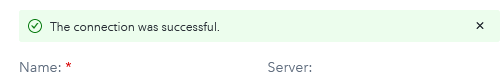 The connection was successful.
Name: * Server: